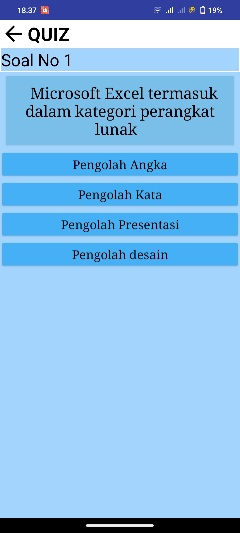 18.37
19%
QUIZ
Soal No 1
Microsoft Excel termasuk
dalam kategori perangkat
lunak
Pengolah Angka
Pengolah Kata
Pengolah Presentasi
Pengolah desain